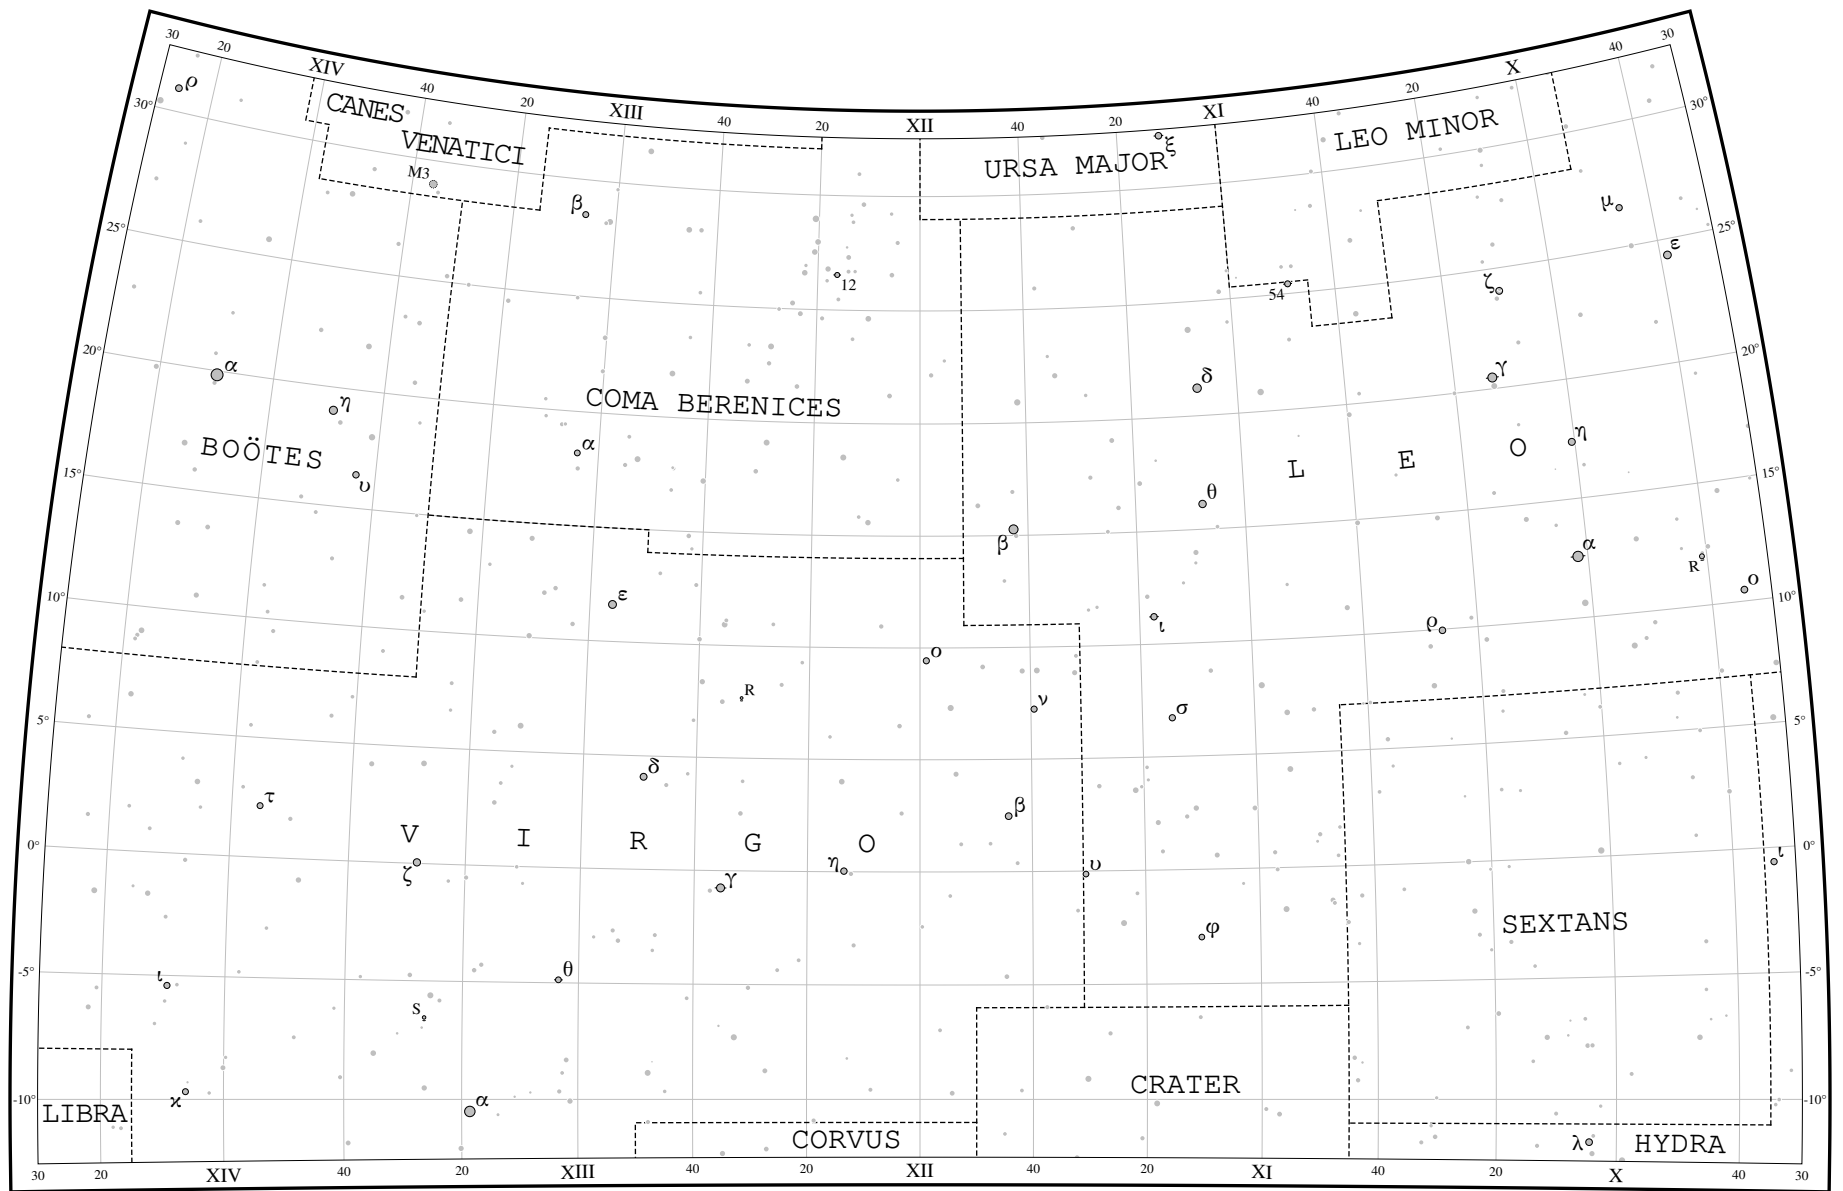 30 20 XIV 40 20 XIII 40 20 XII 40 20 XI 40 20 X 40 30
ρ
30° 30°
CANES
VENATICI
M3
LEO MINOR
URSA MAJOR
ξ
β
μ
25° 25°
ε
12
54
ζ
20° 20°
α
δ
γ
η
COMA BERENICES
BOÖTES
α
L E O
η
15° 15°
υ
θ
β
α
R
ο
10° 10°
ε
ι
ρ
ο
R
ν
σ
5° 5°
δ
τ
β
V I R G O
0° 0°
ζ
γ
η
υ
ι
SEXTANS
φ
-5° -5°
ι
θ
S
CRATER
-10° -10°
ϰ
α
LIBRA
CORVUS
λ
HYDRA
30 20 XIV 40 20 XIII 40 20 XII 40 20 XI 40 20 X 40 30